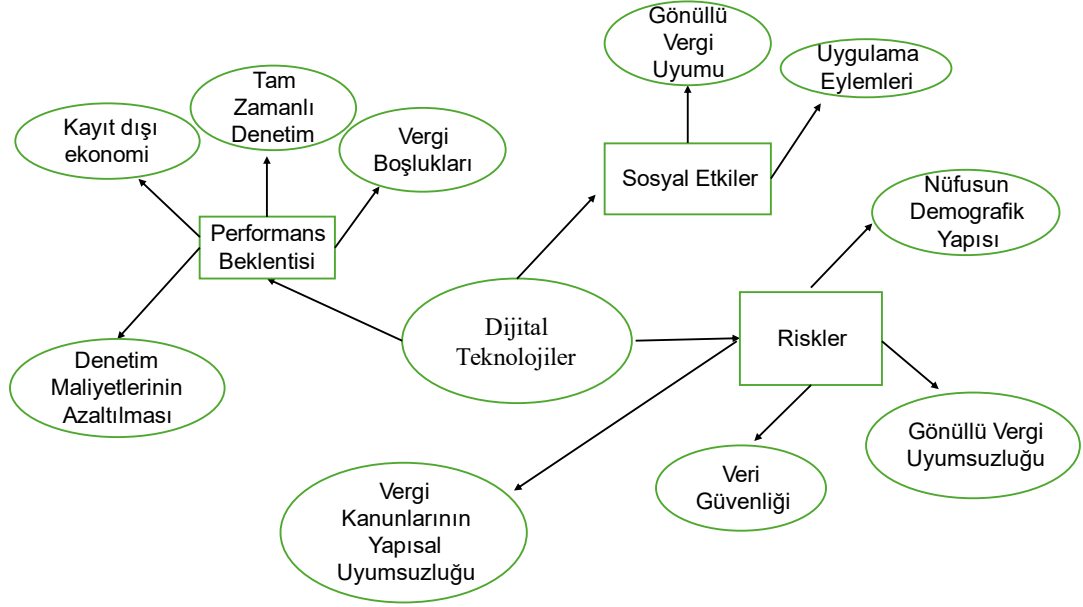 Gönüllü
Vergi
Uyumu
Uygulama
Eylemleri
Tam
Zamanlı
Denetim
Kayıt dışı
ekonomi
Vergi
Boşlukları
Sosyal Etkiler
Nüfusun
Demografik
Yapısı
Performans
Beklentisi
Dijital
Teknolojiler
Riskler
Denetim
Maliyetlerinin
Azaltılması
Gönüllü Vergi
Uyumsuzluğu
Veri
Güvenliği
Vergi
Kanunlarının
Yapısal
Uyumsuzluğu